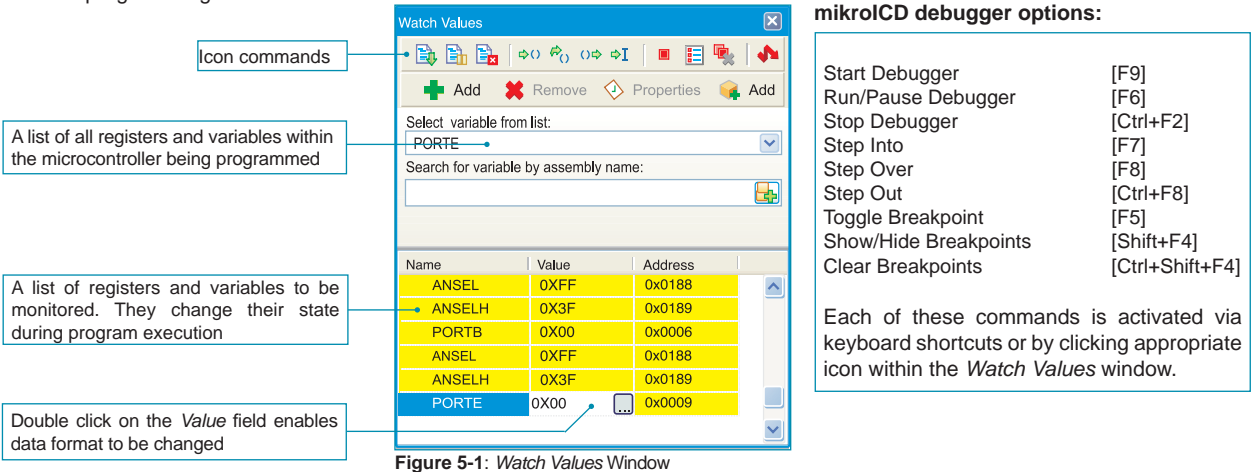 Icon commands
A list of all registers and variables within
the microcontroller being programmed
A list of registers and variables to be
monitored. They change their state
during program execution
Double click on the Value field enables
data format to be changed
Watch Values
Add Remove Properties Add
Select variable from list:
PORTE
Search for variable by assembly name:
Name Value Address
ANSEL 0XFF 0x0188
ANSELH 0X3F 0x0189
PORTB 0X00 0x0006
ANSEL 0XFF 0x0188
ANSELH 0X3F 0x0189
PORTE 0X00 ... 0x0009
Figure 5-1: Watch Values Window
mikroICD debugger options:
Start Debugger [F9]
Run/Pause Debugger [F6]
Stop Debugger [Ctrl+F2]
Step Into [F7]
Step Over [F8]
Step Out [Ctrl+F8]
Toggle Breakpoint [F5]
Show/Hide Breakpoints [Shift+F4]
Clear Breakpoints [Ctrl+Shift+F4]
Each of these commands is activated via
keyboard shortcuts or by clicking appropriate
icon within the Watch Values window.